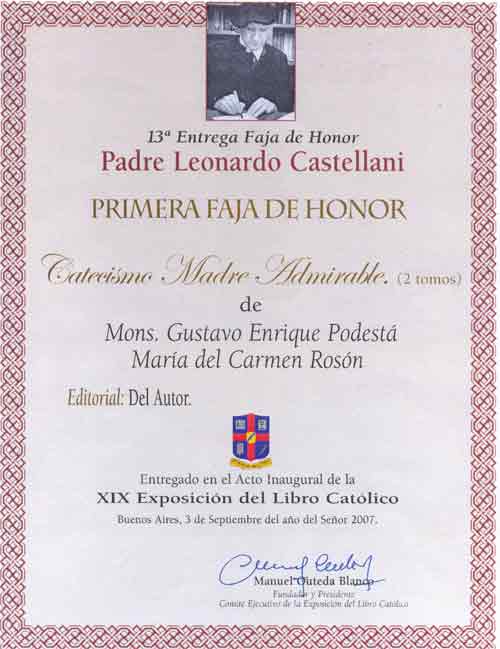 13ª Entrega Faja de Honor
Padre Leonardo Castellani
PRIMERA FAJA DE HONOR
Catecismo Madre Admirable. (2 tomos)
de
Mons. Gustavo Enrique Podestá
María del Carmen Rosón
Editorial: Del Autor.
Entregado en el Acto Inaugural de la
XIX Exposición del Libro Católico
Buenos Aires, 3 de Septiembre del año del Señor 2007.
Manuel Outeda Blanco
Fundador y Presidente
Comité Ejecutivo de la Exposición del Libro Católico